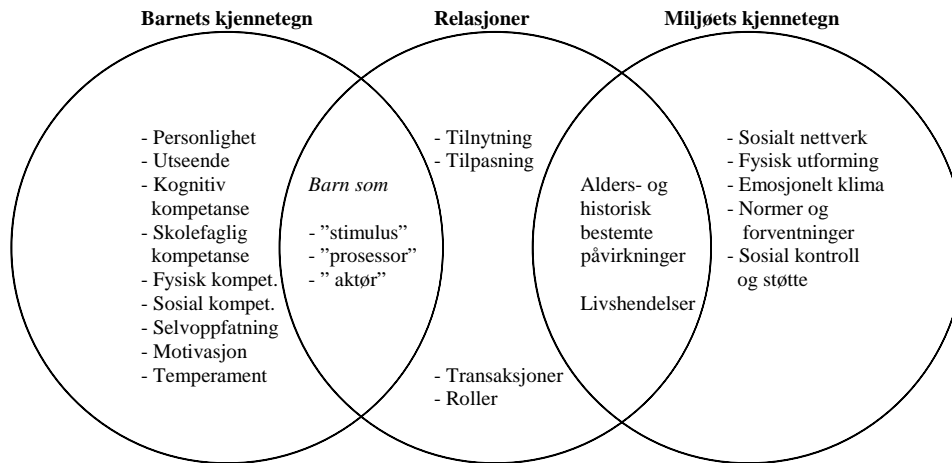 Barnets kjennetegn
Relasjoner
Miljøets kjennetegn
- Personlighet
- Utseende
- Kognitiv
kompetanse
- Skolefaglig
kompetanse
- Fysisk kompet.
- Sosial kompet.
- Selvoppfatning
- Motivasjon
- Temperament
Barn som
- ”stimulus”
- ”prosessor”
- ” aktør”
- Tilnytning
- Tilpasning
- Transaksjoner
- Roller
Alders- og
historisk
bestemte
påvirkninger
Livshendelser
- Sosialt nettverk
- Fysisk utforming
- Emosjonelt klima
- Normer og
forventninger
- Sosial kontroll
og støtte